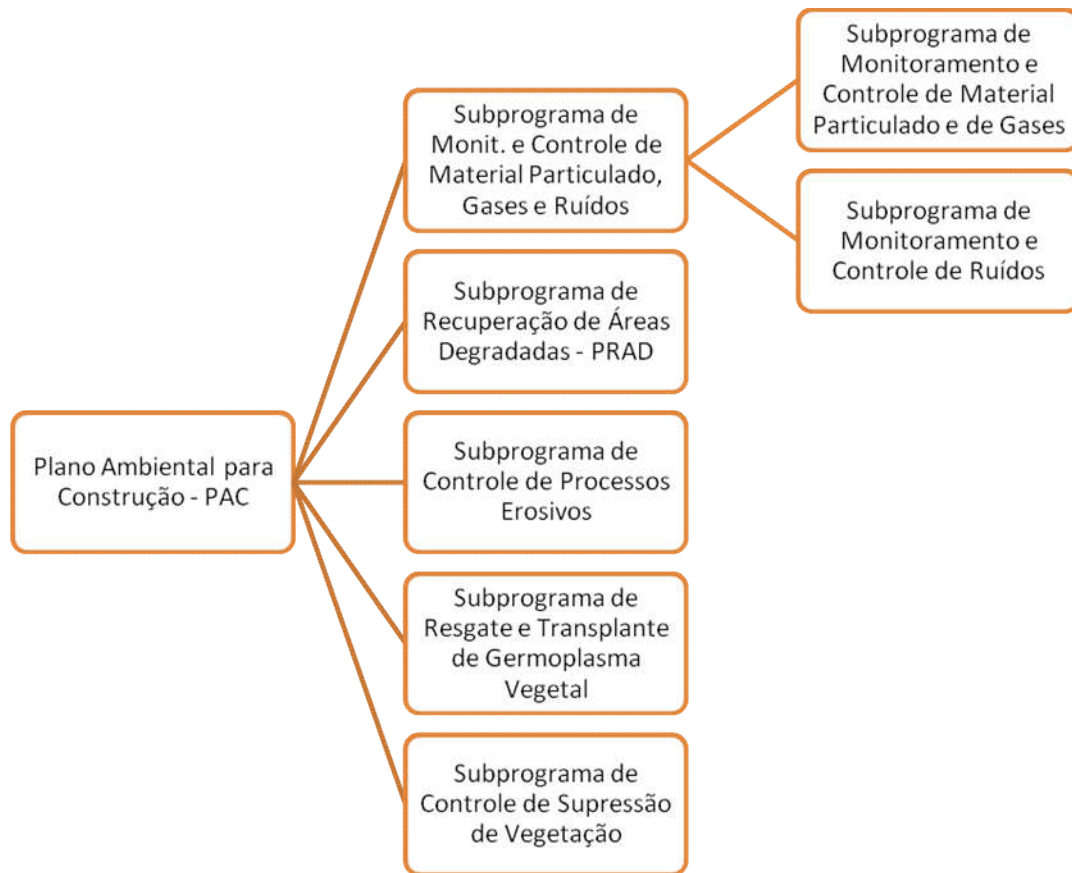 Plano Ambiental para
Construção - PAC
Subprograma de
Monit. e Controle de
Material Particulado,
Gases e Ruídos
Subprograma de
Monitoramento e
Controle de Material
Particulado e de Gases
Subprograma de
Monitoramento e
Controle de Ruídos
Subprograma de
Recuperação de Áreas
Degradadas - PRAD
Subprograma de
Controle de Processos
Erosivos
Subprograma de
Resgate e Transplante
de Germoplasma
Vegetal
Subprograma de
Controle de Supressão
de Vegetação